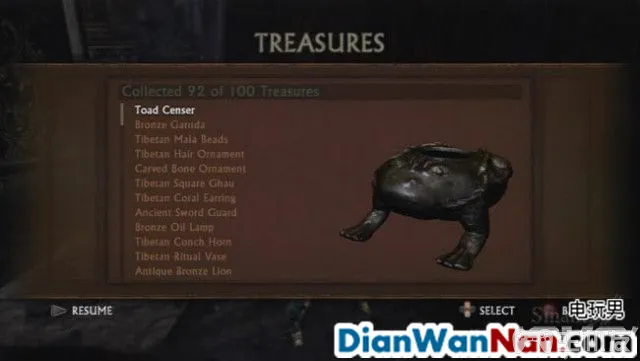 TREASURES
Collected 92 of 100 Treasures
Toad Censer
Bronze Garuda
Tibetan Mala Beads
Tibetan Hair Ornament
Carved Bone Ornament
Tibetan Square Ghau
Tibetan Coral Earring
Ancient Sword Guard
Bronze Oil Lamp
Tibetan Conch Horn
Tibetan Ritual Vase
Antique Bronze Lion
RESUME
SELECT
电玩男
DianWanNan.com